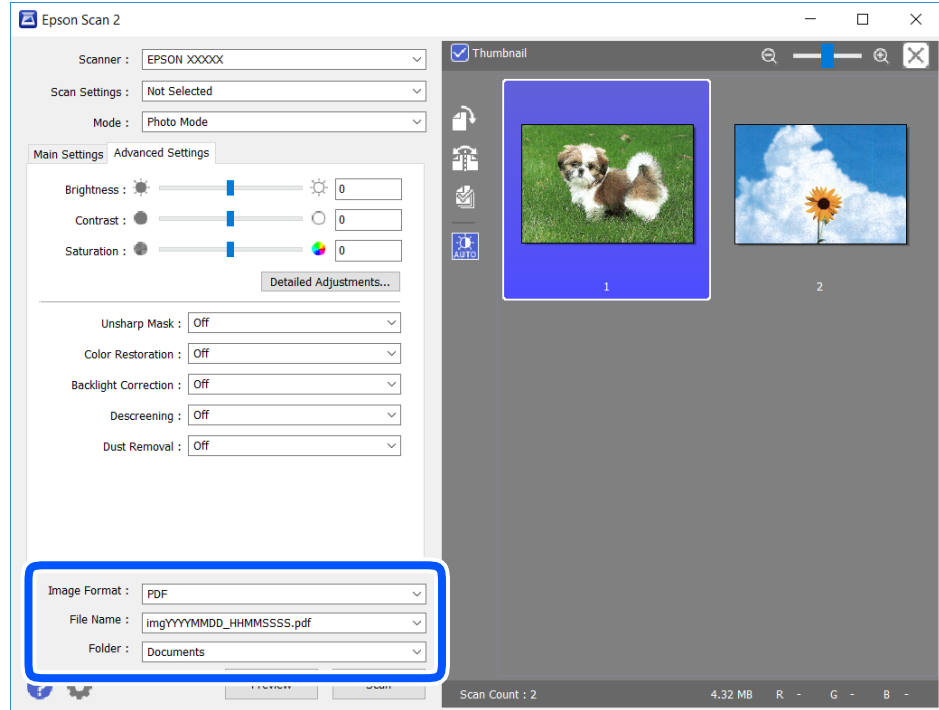 Epson Scan 2
Scanner : EPSON XXXXX
Scan Settings : Not Selected
Mode : Photo Mode
Main Settings Advanced Settings
Brightness : 0
Contrast : 0
Saturation : 0
Detailed Adjustments...
Unsharp Mask : Off
Color Restoration : Off
Backlight Correction : Off
Descreening : Off
Dust Removal : Off
Image Format : PDF
File Name : imgYYYYMMDD_HHMMSSSS.pdf
Folder : Documents
? Preview Scan
Thumbnail
AUTO
1 2
Scan Count : 2 4.32 MB R - G - B -